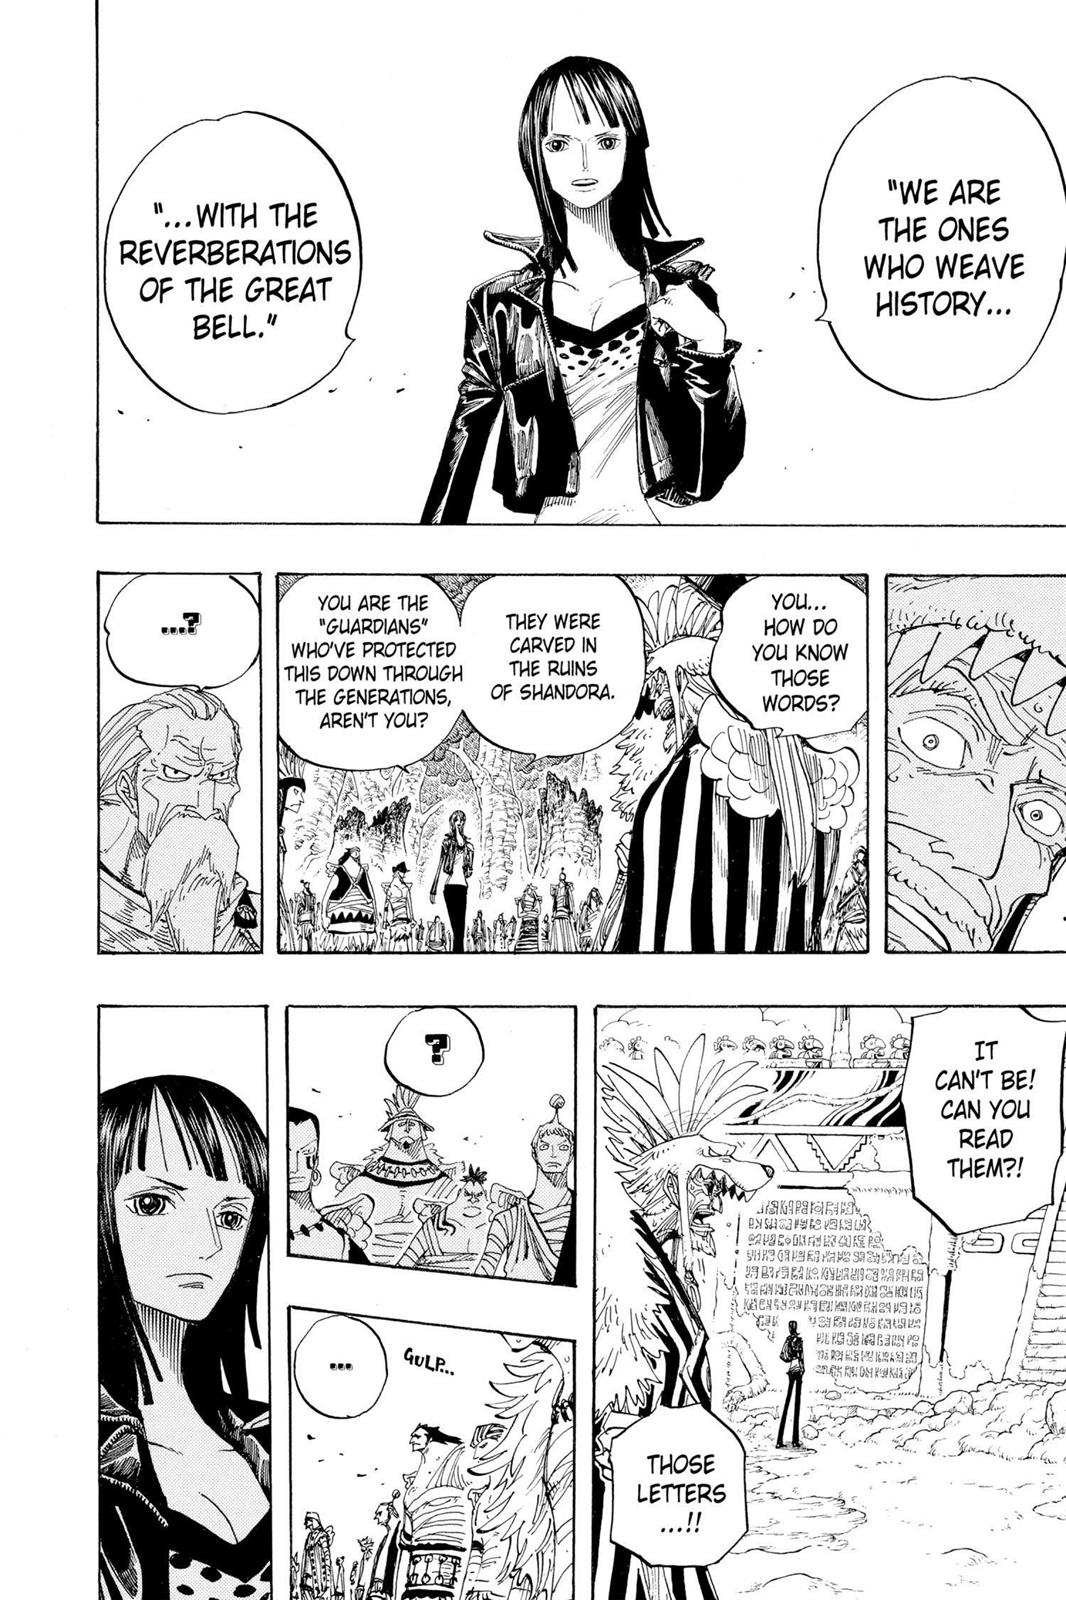 "WE ARE
THE ONES
WHO WEAVE
HISTORY...
"...WITH THE
REVERBERATIONS
OF THE GREAT
BELL."
YOU...
HOW DO
YOU KNOW
THOSE
WORDS?
THEY WERE
CARVED IN
THE RUINS
OF SHANDORA.
YOU ARE THE
"GUARDIANS"
WHO'VE PROTECTED
THIS DOWN THROUGH
THE GENERATIONS,
AREN'T YOU?
...?
IT
CAN'T BE!
CAN YOU
READ
THEM?!
THOSE
LETTERS
...!!
?
...
GULP...